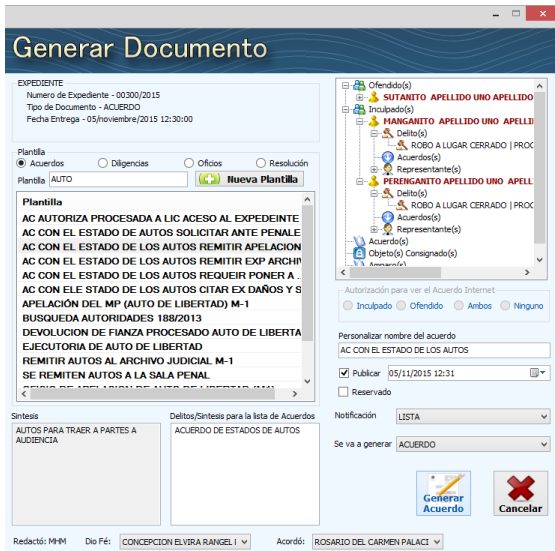 Generar Documento
EXPEDIENTE
Numero de Expediente - 00300/2015
Tipo de Documento - ACUERDO
Fecha Entrega - 05/noviembre/2015 12:30:00
Plantilla
Acuerdos
Diligencias
Oficios
Resolución
Plantilla
AUTO
Nueva Plantilla
Plantilla
AC AUTORIZA PROCESADA A LIC ACESO AL EXPEDEINTE
AC CON EL ESTADO DE AUTOS SOLICITAR ANTE PENALE
AC CON EL ESTADO DE LOS AUTOS REMITIR APELACION
AC CON EL ESTADO DE LOS AUTOS REMITIR EXP ARCHI
AC CON EL ESTADO DE LOS AUTOS REQUEIR PONER A ..
AC CON ELE STADO DE LOS AUTOS CITAR EX DAÑOS Y S
APELACIÓN DEL MP (AUTO DE LIBERTAD) M-1
BUSQUEDA AUTORIDADES 188/2013
DEVOLUCION DE FIANZA PROCESADO AUTO DE LIBERTA
EJECUTORIA DE AUTO DE LIBERTAD
REMITIR AUTOS AL ARCHIVO JUDICIAL M-1
SE REMITEN AUTOS A LA SALA PENAL
OFICIO DE APELACION DE AUTO DE LIBERTAD (M1)
Sintesis
AUTOS PARA TRAER A PARTES A
AUDIENCIA
Delitos/Sintesis para la lista de Acuerdos
ACUERDO DE ESTADOS DE AUTOS
Redactó: MHM
Dio Fé:
CONCEPCION ELVIRA RANGEL
Acordó:
ROSARIO DEL CARMEN PALACI
Ofendido(s)
SUTANITO APELLIDO UNO APELLIDO
Inculpado(s)
MANGANITO APELLIDO UNO APELLI
Delito(s)
ROBO A LUGAR CERRADO | PROC
Acuerdos(s)
Representante(s)
PERENGANITO APELLIDO UNO APELL
Delito(s)
ROBO A LUGAR CERRADO | PROC
Acuerdos(s)
Representante(s)
Acuerdo(s)
Objeto(s) Consignado(s)
Amparo(s)
Autorización para ver el Acuerdo Internet
Inculpado
Ofendido
Ambos
Ninguno
Personalizar nombre del acuerdo
AC CON EL ESTADO DE LOS AUTOS
Publicar
05/11/2015 12:31
Reservado
Notificación
LISTA
Se va a generar
ACUERDO
Generar
Acuerdo
Cancelar